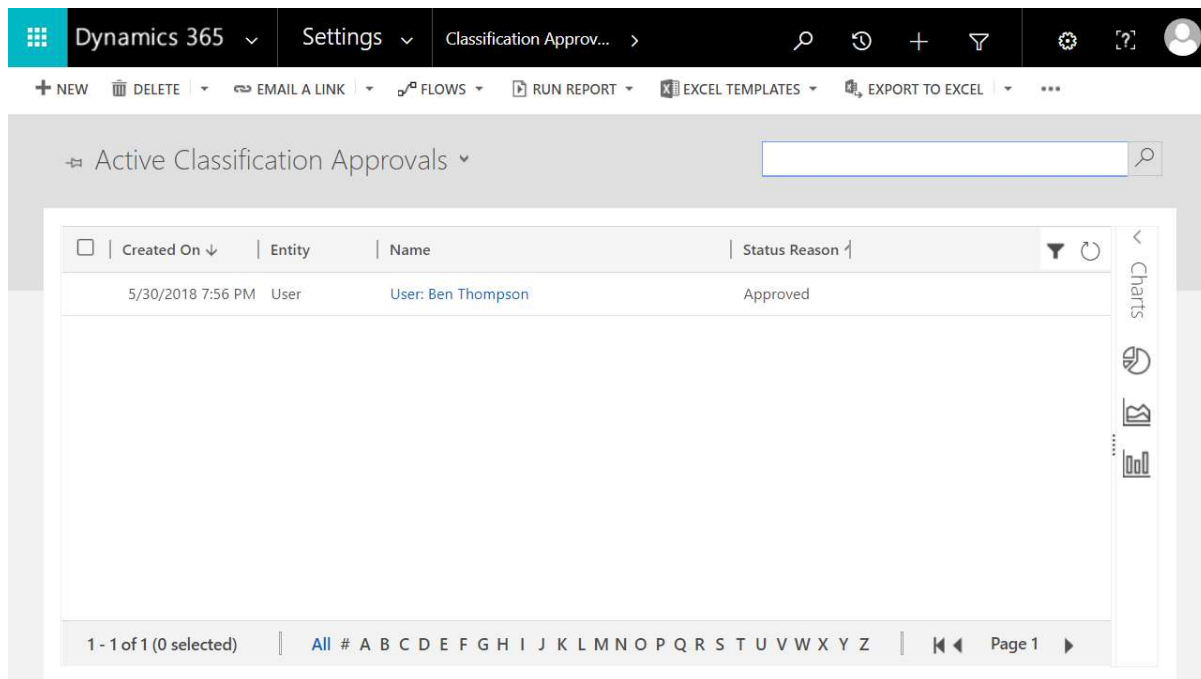 Dynamics 365 Settings Classification Approv... [?]
NEW DELETE EMAIL A LINK FLOWS RUN REPORT EXCEL TEMPLATES EXPORT TO EXCEL ...
Active Classification Approvals
Created On Entity Name Status Reason
5/30/2018 7:56 PM User User: Ben Thompson Approved
Charts
1 - 1 of 1 (0 selected) All # A B C D E F G H I J K L M N O P Q R S T U V W X Y Z Page 1